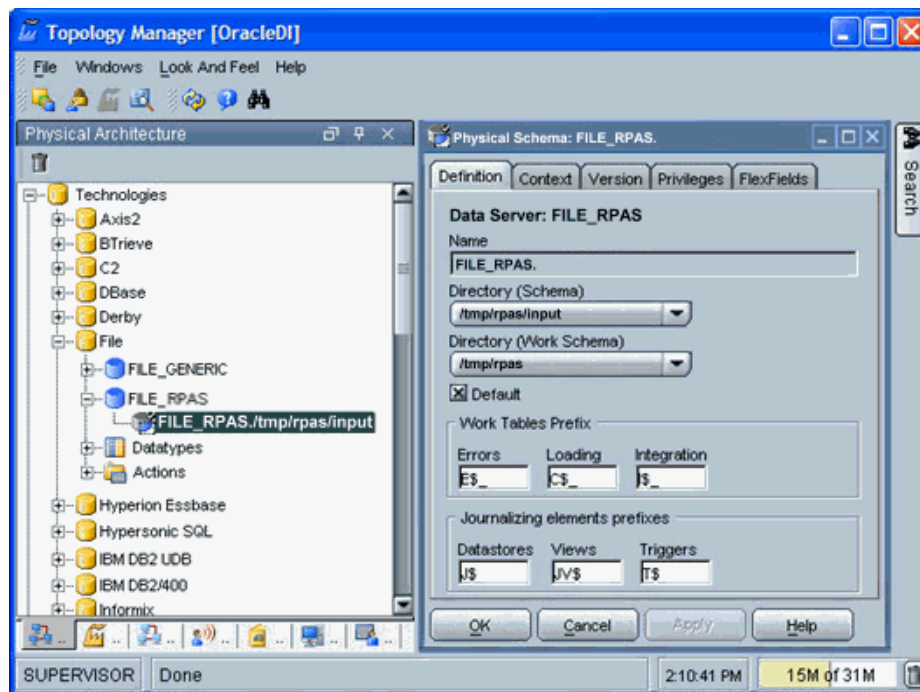 Topology Manager [OracleDI]
File Windows Look And Feel Help
Physical Architecture
Technologies
Axis2
BTrieve
C2
DBase
Derby
File
FILE_GENERIC
FILE_RPAS
FILE_RPAS./tmp/rpas/input
Datatypes
Actions
Hyperion Essbase
Hypersonic SQL
IBM DB2 UDB
IBM DB2/400
Informix
.. .. .. .. .. .. ..
Physical Schema: FILE_RPAS.
Definition Context Version Privileges FlexFields
Data Server: FILE_RPAS
Name
FILE_RPAS.
Directory (Schema)
/tmp/rpas/input
Directory (Work Schema)
/tmp/rpas
Default
Work Tables Prefix
Errors Loading Integration
E$_ C$_ I$_
Journalizing elements prefixes
Datastores Views Triggers
J$ JV$ T$
OK Cancel Apply Help
Search
SUPERVISOR Done 2:10:41 PM 15M of 31M